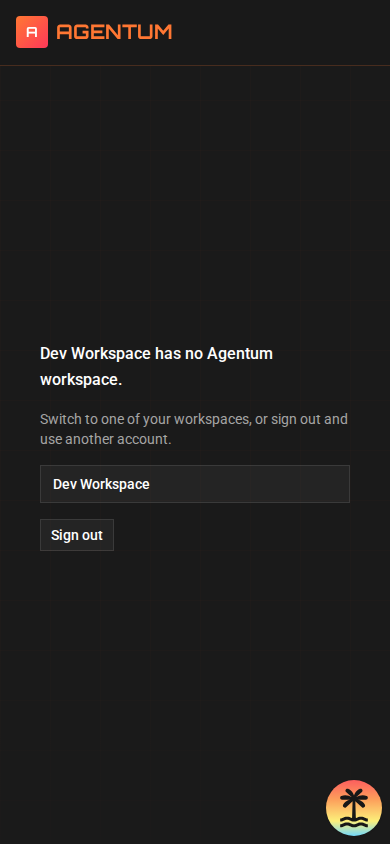 A AGENTUM
Dev Workspace has no Agentum
workspace.
Switch to one of your workspaces, or sign out and
use another account.
Dev Workspace
Sign out